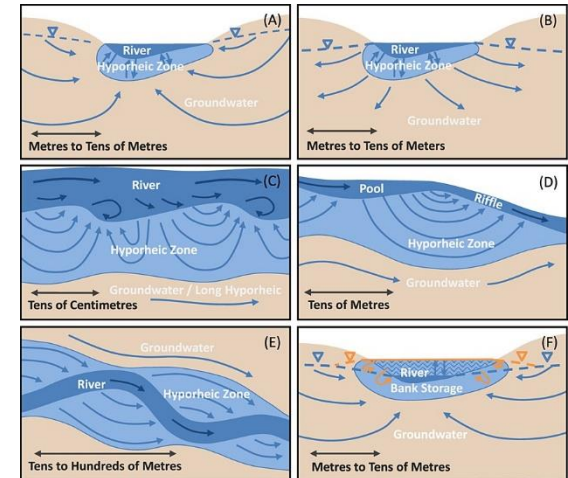 (A)
River
Hyporheic Zone
Groundwater
Metres to Tens of Metres
(B)
River
Hyporheic Zone
Groundwater
Metres to Tens of Meters
(C)
River
Hyporheic Zone
Groundwater / Long Hyporheic
Tens of Centimetres
(D)
Pool
Riffle
Hyporheic Zone
Groundwater
Tens of Metres
(E)
Groundwater
River
Hyporheic Zone
Tens to Hundreds of Metres
(F)
River
Bank Storage
Groundwater
Metres to Tens of Metres